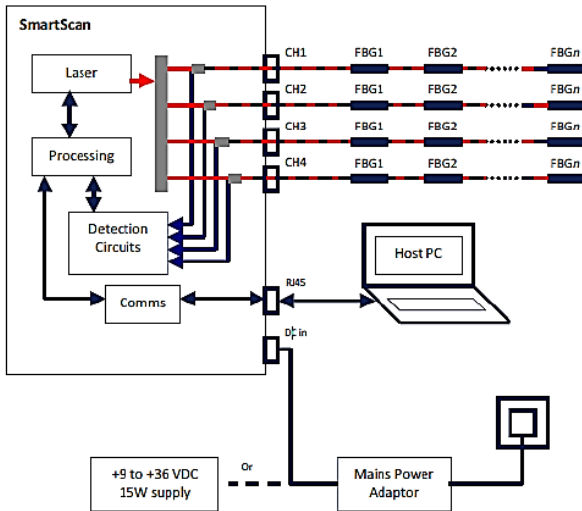 SmartScan
Laser
Processing
Detection
Circuits
Comms
CH1 FBG1 FBG2 FBGn
CH2 FBG1 FBG2 FBGn
CH3 FBG1 FBG2 FBGn
CH4 FBG1 FBG2 FBGn
RJ45
Host PC
in
+9 to +36 VDC
15W supply
Or
Mains Power
Adaptor